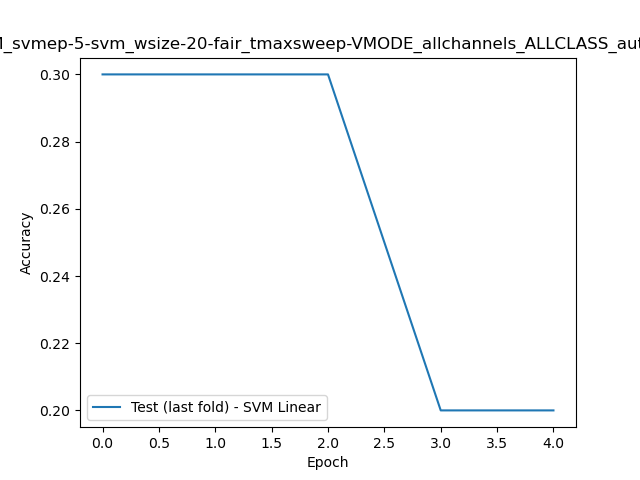 _svmep-5-svm_wsize-20-fair_tmaxsweep-VMODE_allchannels_ALLCLASS_aut
0.30
0.28
0.26
0.24
0.22
0.20
Accuracy
Test (last fold) - SVM Linear
0.0 0.5 1.0 1.5 2.0 2.5 3.0 3.5 4.0
Epoch